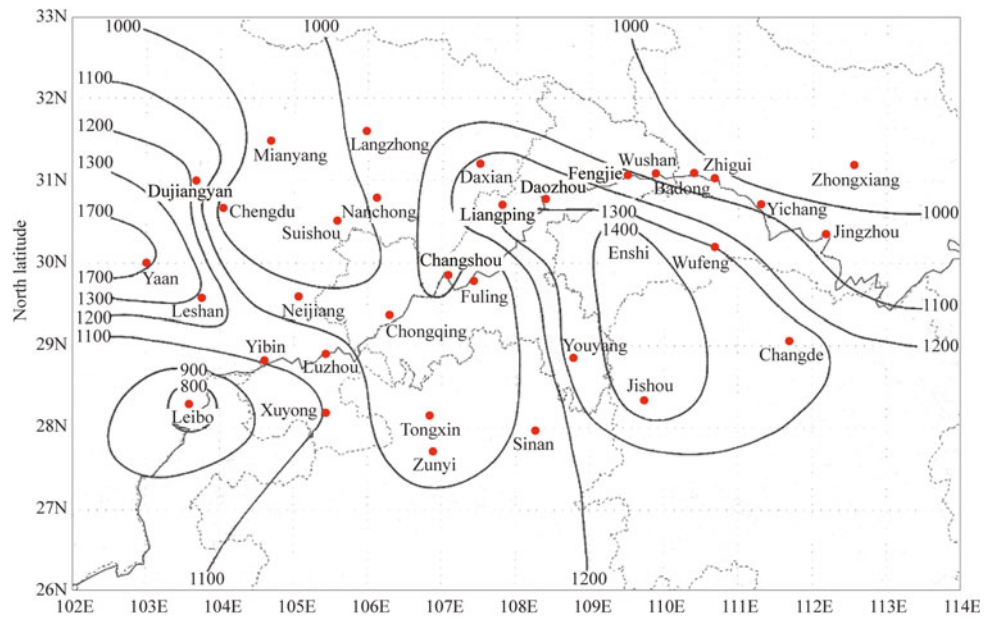 33N
1000
1000
1000
32N
1100
1200
Langzhong
Mianyang
1300
Wushan
Zhigui
31N
Daxian
Fengjie
Zhongxiang
Dujiangyan
Badong
Daozhou
1700
Chengdu
Nanchong
Liangping
1300
Yichang
1000
Suishou
1400
Jingzhou
Enshi
North latitude
30N
Changshou
Wufeng
Yaan
1700
Fuling
1300
Leshan
Neijiang
1100
1200
Chongqing
1100
1200
29N
Yibin
Youyang
Changde
Luzhou
900
800
Jishou
Leibo
Xuyong
28N
Tongxin
Sinan
Zunyi
27N
1100
1200
26N
102E 103E 104E 105E 106E 107E 108E 109E 110E 111E 112E 113E 114E